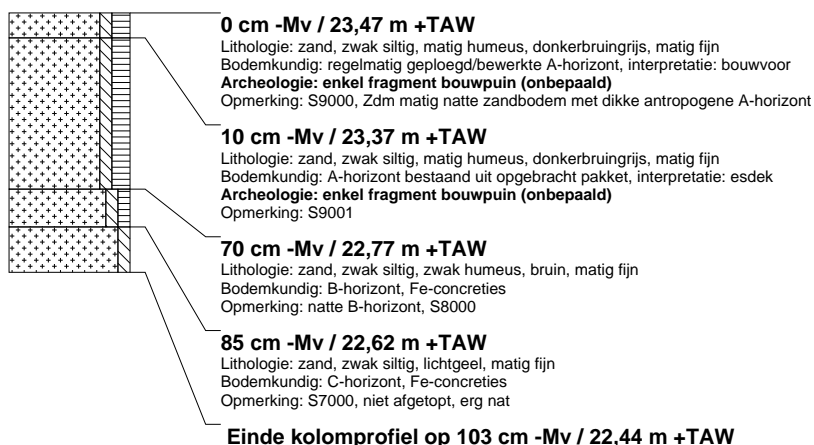 0 cm -Mv / 23,47 m +TAW
Lithologie: zand, zwak siltig, matig humeus, donkerbruingrijs, matig fijn
Bodemkundig: regelmatig geploegd/bewerkte A-horizont, interpretatie: bouwvoor
Archeologie: enkel fragment bouwpuin (onbepaald)
Opmerking: S9000, Zdm matig natte zandbodem met dikke antropogene A-horizont
10 cm -Mv / 23,37 m +TAW
Lithologie: zand, zwak siltig, matig humeus, donkerbruingrijs, matig fijn
Bodemkundig: A-horizont bestaand uit opgebracht pakket, interpretatie: esdek
Archeologie: enkel fragment bouwpuin (onbepaald)
Opmerking: S9001
70 cm -Mv / 22,77 m +TAW
Lithologie: zand, zwak siltig, zwak humeus, bruin, matig fijn
Bodemkundig: B-horizont, Fe-concreties
Opmerking: natte B-horizont, S8000
85 cm -Mv / 22,62 m +TAW
Lithologie: zand, zwak siltig, lichtgeel, matig fijn
Bodemkundig: C-horizont, Fe-concreties
Opmerking: S7000, niet afgetopt, erg nat
Einde kolomprofiel op 103 cm -Mv / 22,44 m +TAW